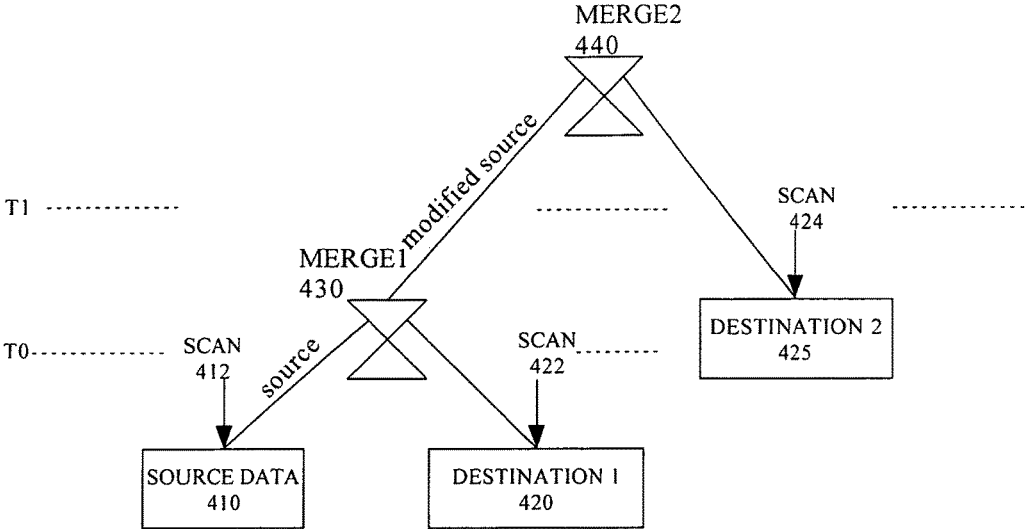 MERGE2
440
modified source
T1
SCAN
424
MERGE1
430
DESTINATION 2
425
T0
SCAN
412
source
SCAN
422
SOURCE DATA
410
DESTINATION 1
420